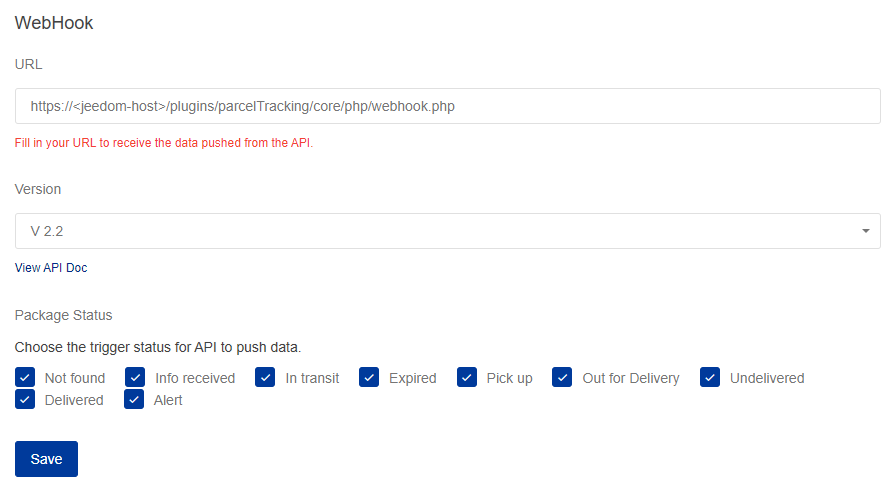 WebHook
URL
https://<jeedom-host>/plugins/parcelTracking/core/php/webhook.php
Fill in your URL to receive the data pushed from the API.
Version
V 2.2
View API Doc
Package Status
Choose the trigger status for API to push data.
Not found Info received In transit Expired Pick up Out for Delivery Undelivered
Delivered Alert
Save